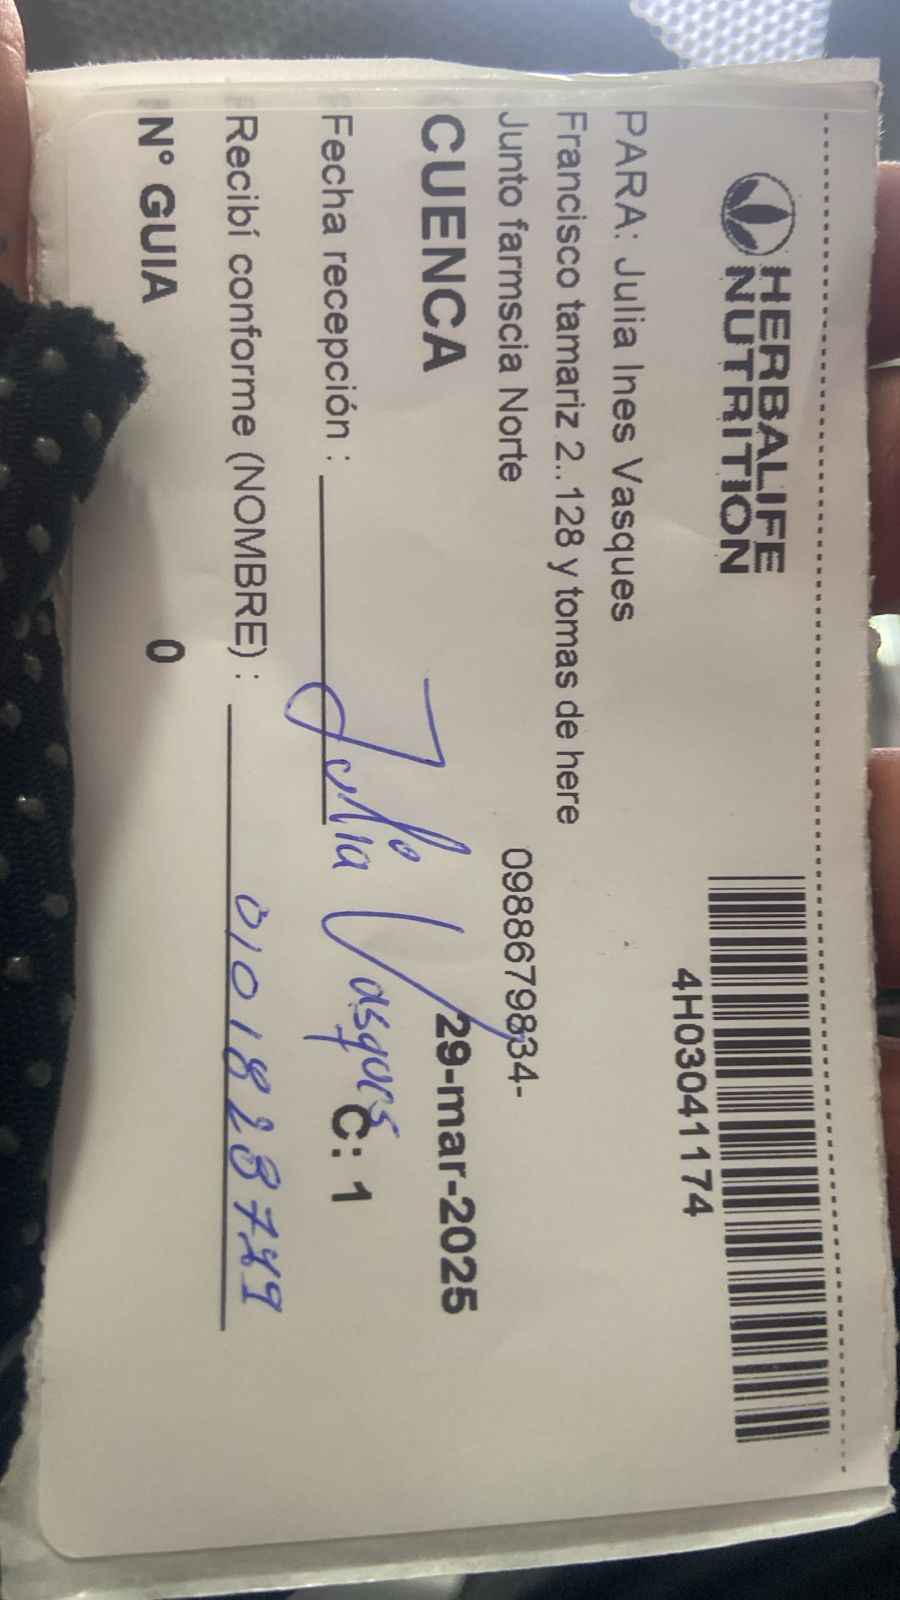 HERBALIFE
NUTRITION
4H03041174
PARA: Julia Ines Vasques
Francisco tamariz 2..128 y tomas de here
Junto farmscia Norte 0988679834-
CUENCA 29-mar-2025
Fecha recepción : Julia Vasques C: 1
Recibí conforme (NOMBRE) :
N° GUIA 0